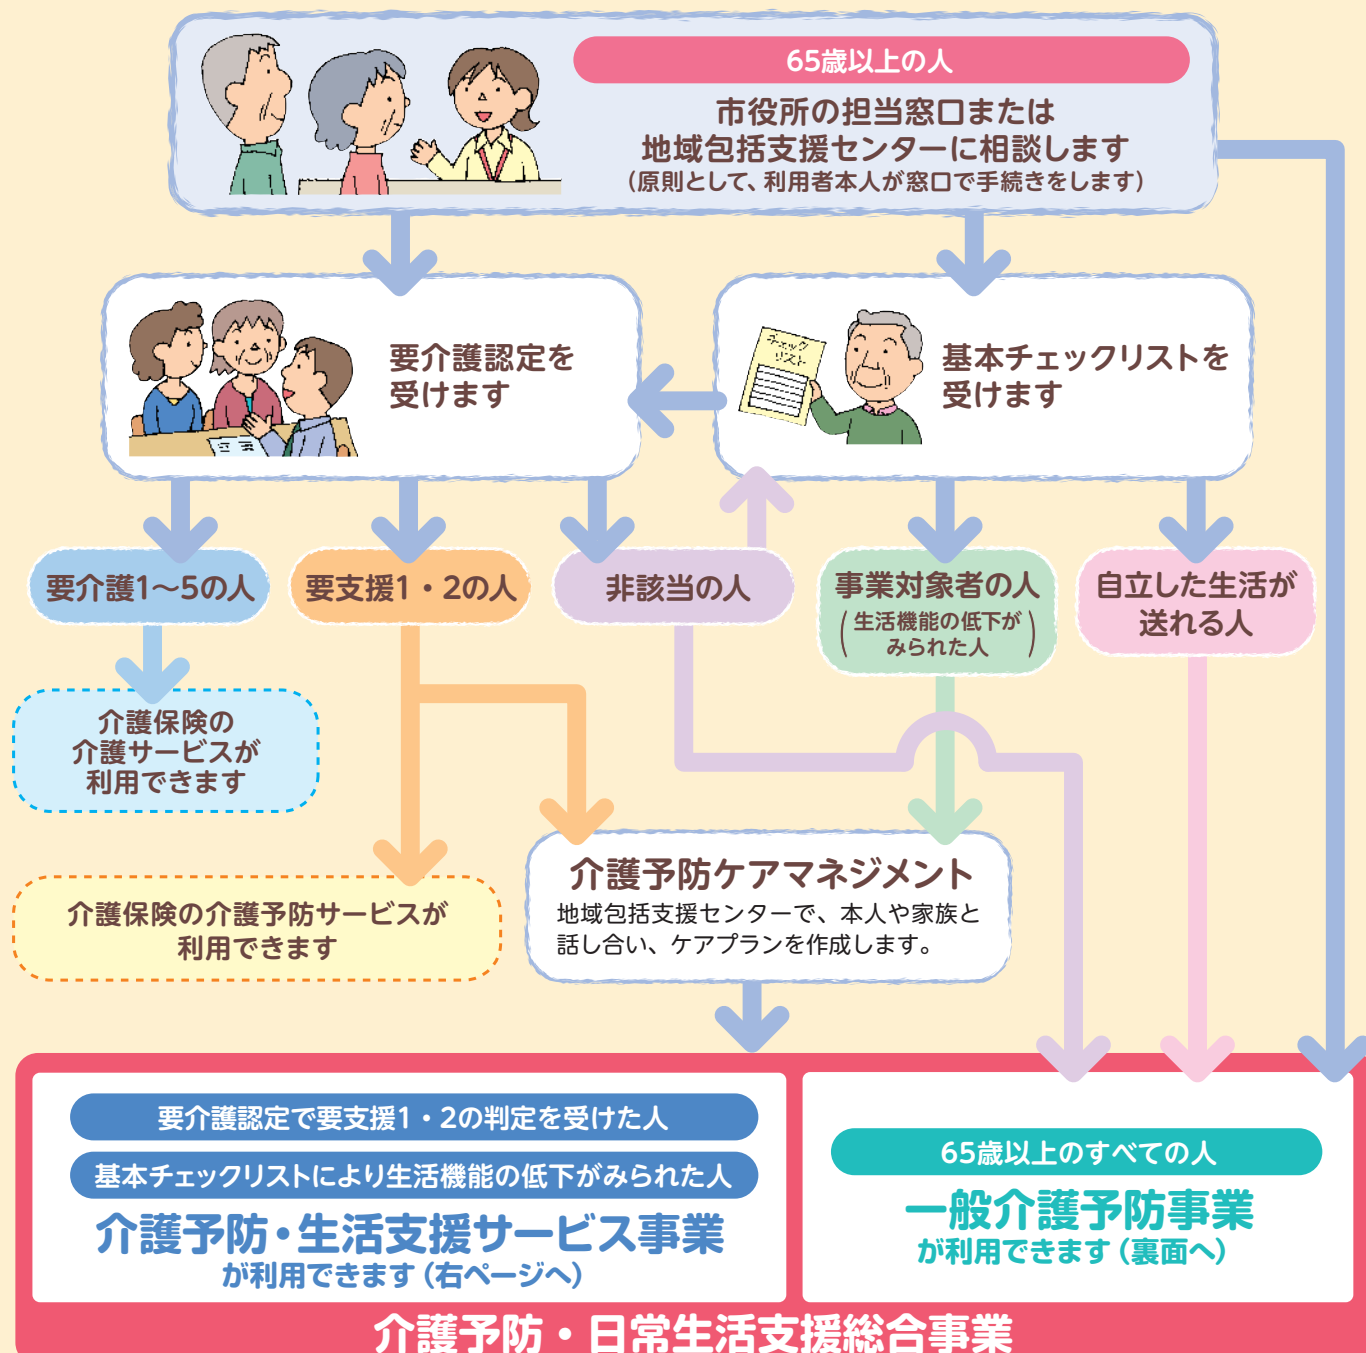 65歳以上の人
市役所の担当窓口または
地域包括支援センターに相談します
（原則として、利用者本人が窓口で手続きをします）
要介護認定を
受けます
チェック
リスト
基本チェックリストを
受けます
要介護1～5の人
要支援1・2の人
非該当の人
事業対象者の人
（生活機能の低下が
みられた人）
自立した生活が
送れる人
介護保険の
介護サービスが
利用できます
介護保険の介護予防サービスが
利用できます
介護予防ケアマネジメント
地域包括支援センターで、本人や家族と
話し合い、ケアプランを作成します。
要介護認定で要支援1・2の判定を受けた人
基本チェックリストにより生活機能の低下がみられた人
介護予防・生活支援サービス事業
が利用できます（右ページへ）
65歳以上のすべての人
一般介護予防事業
が利用できます（裏面へ）
介護予防・日常生活支援総合事業